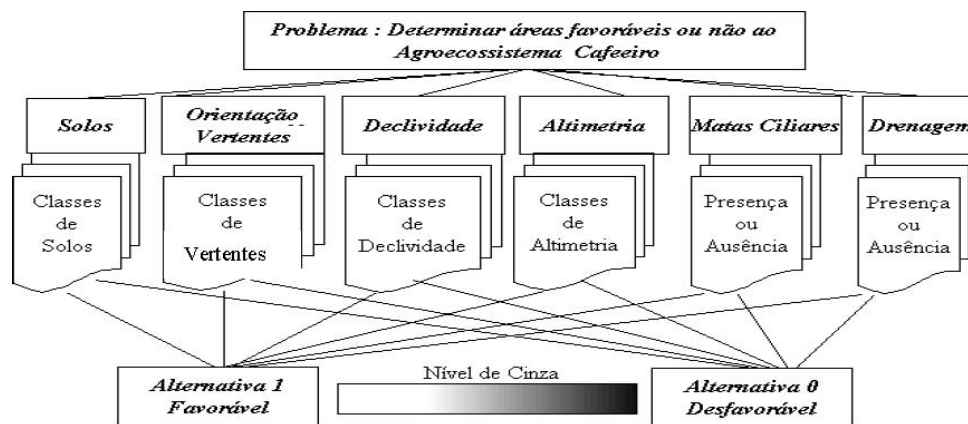 Problema : Determinar áreas favoráveis ou não ao
Agroecossistema Cafeeiro
Solos
Orientação
Vertentes
Declividade
Altimetria
Matas Ciliares
Drenagem
Classes
de
Solos
Classes
de
Vertentes
Classes
de
Declividade
Classes
de
Altimetria
Presença
ou
Ausência
Presença
ou
Ausência
Alternativa 1
Favorável
Nível de Cinza
Alternativa 0
Desfavorável